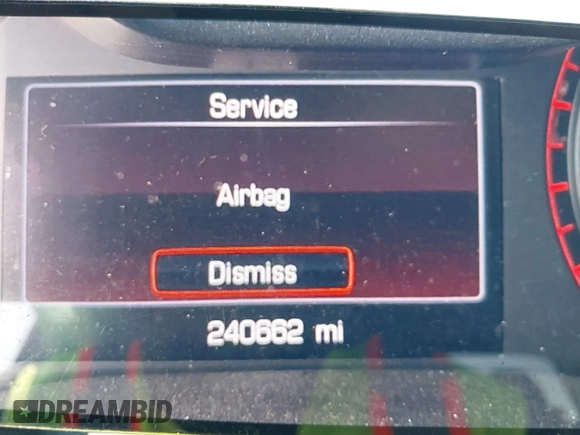 Service
Airbag
Dismiss
240662 mi
DREAMBID